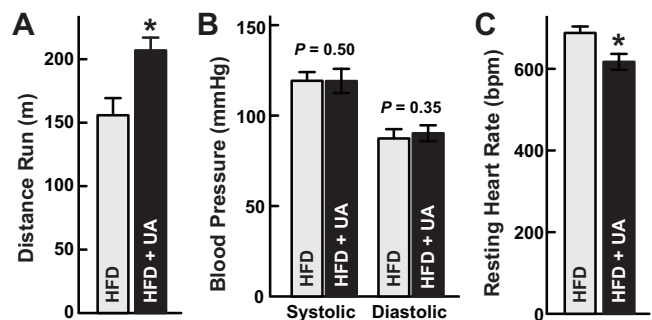 A
Distance Run (m)
200
150
100
50
0
*
HFD
HFD + UA
B
Blood Pressure (mmHg)
150
100
50
0
P = 0.50
P = 0.35
HFD
HFD + UA
HFD
HFD + UA
Systolic
Diastolic
C
Resting Heart Rate (bpm)
600
400
200
0
*
HFD
HFD + UA